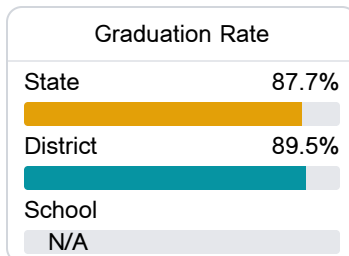 Graduation Rate
State 87.7%
District 89.5%
School
N/A